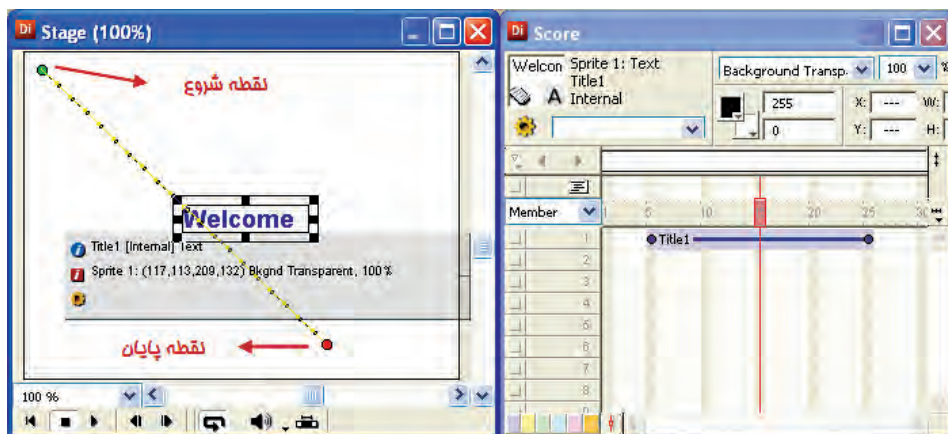 Stage (100%)
نقطه شروع
Welcome
Title1 [Internal] Text
Sprite 1: (117,113,209,132) Bkgnd Transparent, 100%
نقطه پایان
100 %
Score
Welcon
Sprite 1: Text
Title1
A Internal
Background Transp.
100
%
255
0
X: ---
W:
Y: ---
H:
Member
5
10
20
25
30
1
Title1
2
3
4
5
6
7
8